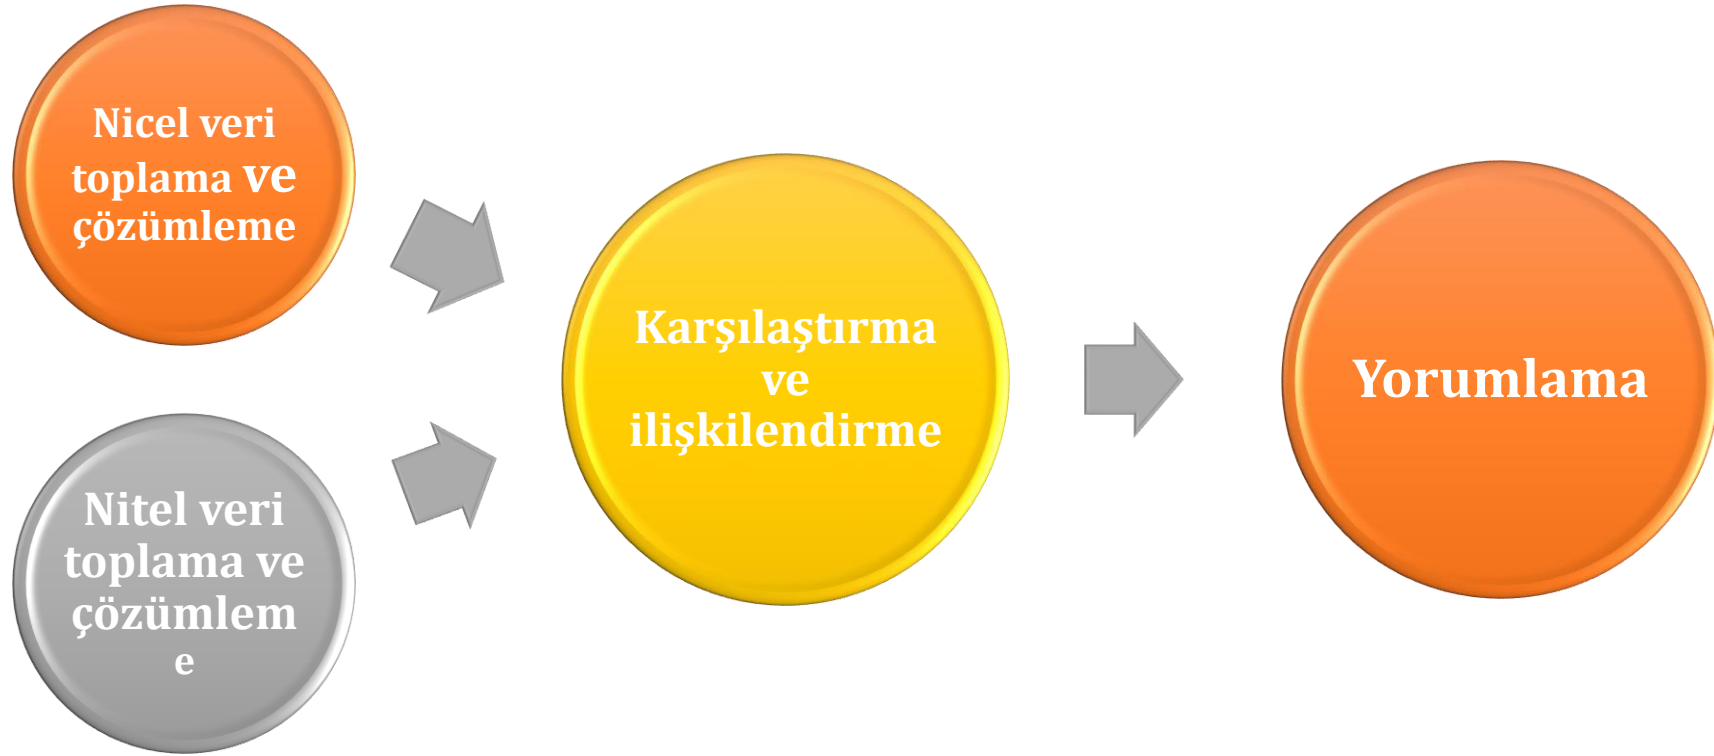 Nicel veri
toplama ve
çözümleme
Nitel veri
toplama ve
çözümlem
e
Karşılaştırma
ve
ilişkilendirme
Yorumlama